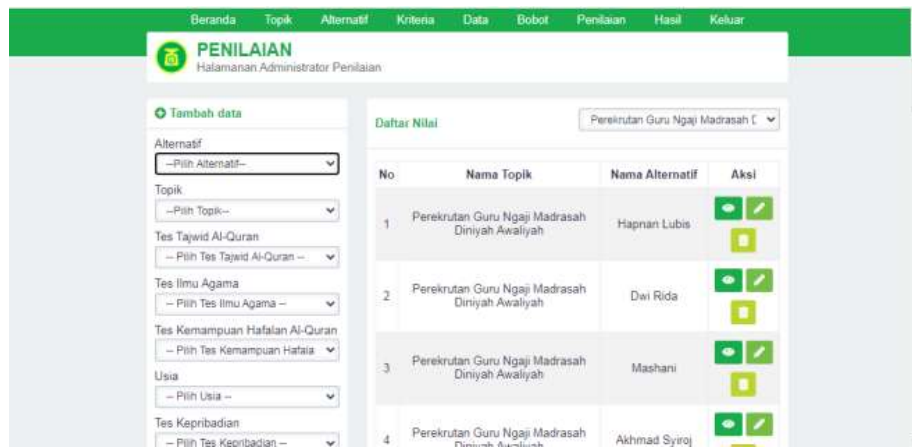 Beranda Topik Alternatif Kriteria Data Bobot Penilaian Hasil Keluar
PENILAIAN
Halamanan Administrator Penilaian
Tambah data
Alternatif
--Pilih Alternatif--
Topik
--Pilih Topik--
Tes Tajwid Al-Quran
-- Pilih Tes Tajwid Al-Quran --
Tes Ilmu Agama
-- Pilih Tes Ilmu Agama --
Tes Kemampuan Hafalan Al-Quran
-- Pilih Tes Kemampuan Hafala
Usia
-- Pilih Usia --
Tes Kepribadian
-- Pilih Tes Kepribadian --
Daftar Nilai
Perekrutan Guru Ngaji Madrasah D
No Nama Topik Nama Alternatif Aksi
1 Perekrutan Guru Ngaji Madrasah Hapnan Lubis
Diniyah Awaliyah
2 Perekrutan Guru Ngaji Madrasah Dwi Rida
Diniyah Awaliyah
3 Perekrutan Guru Ngaji Madrasah Mashani
Diniyah Awaliyah
4 Perekrutan Guru Ngaji Madrasah Akhmad Syiroj
Diniyah Awaliyah